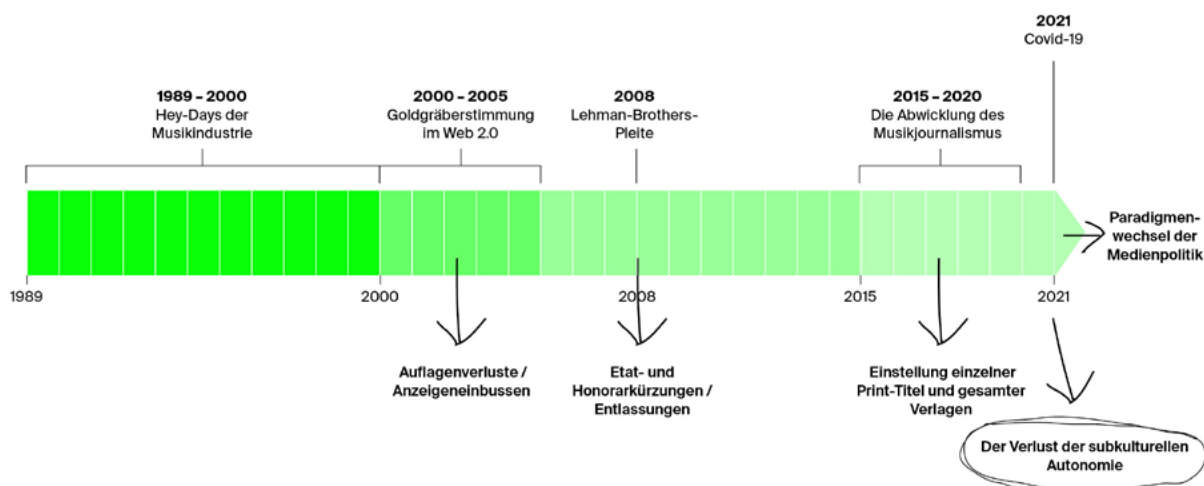 2021
Covid-19
1989 – 2000
Hey-Days der
Musikindustrie
2000 – 2005
Goldgräberstimmung
im Web 2.0
2008
Lehman-Brothers-
Pleite
2015 – 2020
Die Abwicklung des
Musikjournalismus
Paradigmen-
wechsel der
Medienpolitik
1989
2000
2008
2015
2021
Auflagenverluste /
Anzeigeneinbussen
Etat- und
Honorarkürzungen /
Entlassungen
Einstellung einzelner
Print-Titel und gesamter
Verlagen
Der Verlust der subkulturellen
Autonomie